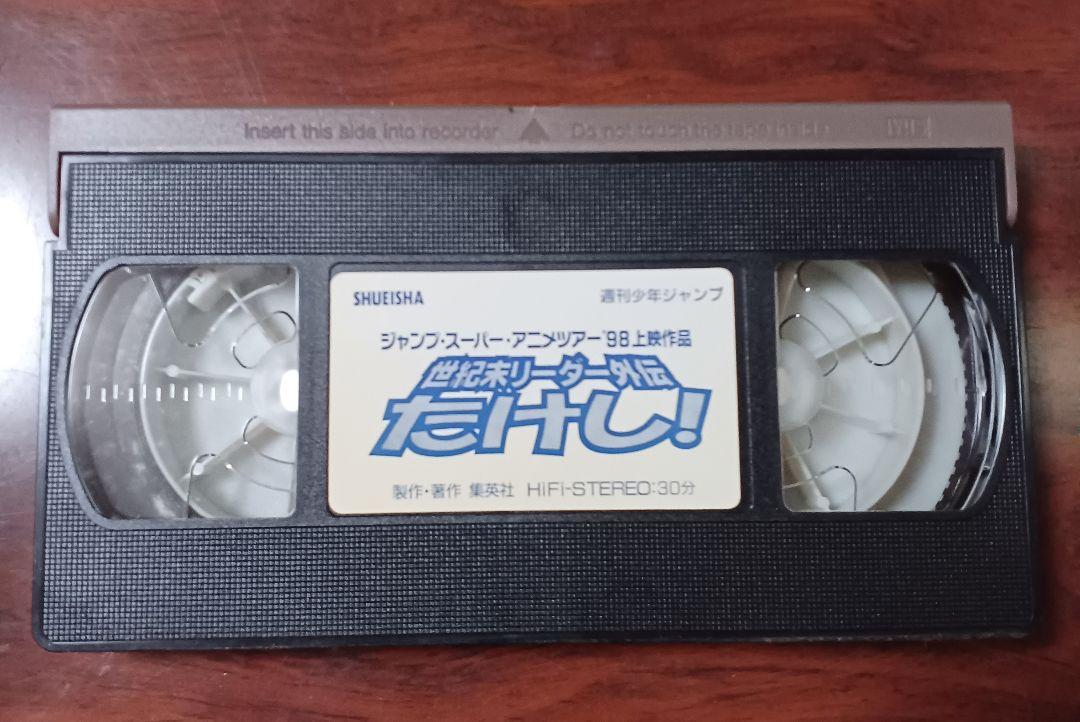 Insert this side into recorder ▲ Do not touch the tape inside VHS
SHUEISHA 週刊少年ジャンプ
ジャンプ・スーパー・アニメツアー'98上映作品
世紀末リーダー外伝
たけし!
製作・著作 集英社 HiFi-STEREO:30分